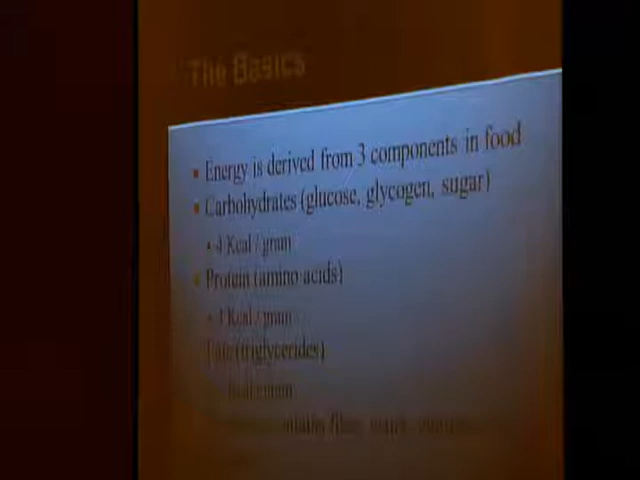 The Basics
Energy is derived from 3 components in food
Carbohydrates (glucose, glycogen, sugar)
4 Kcal / gram
Protein (amino acids)
4 Kcal / gram
Fats (triglycerides)